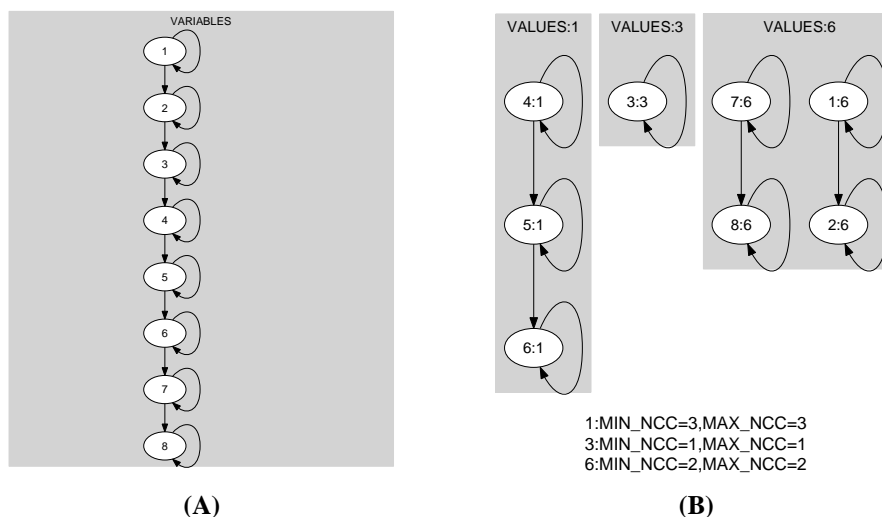 VARIABLES
1
2
3
4
5
6
7
8
(A)
VALUES:1 VALUES:3 VALUES:6
4:1 3:3 7:6 1:6
5:1 8:6 2:6
6:1
1:MIN_NCC=3,MAX_NCC=3
3:MIN_NCC=1,MAX_NCC=1
6:MIN_NCC=2,MAX_NCC=2
(B)